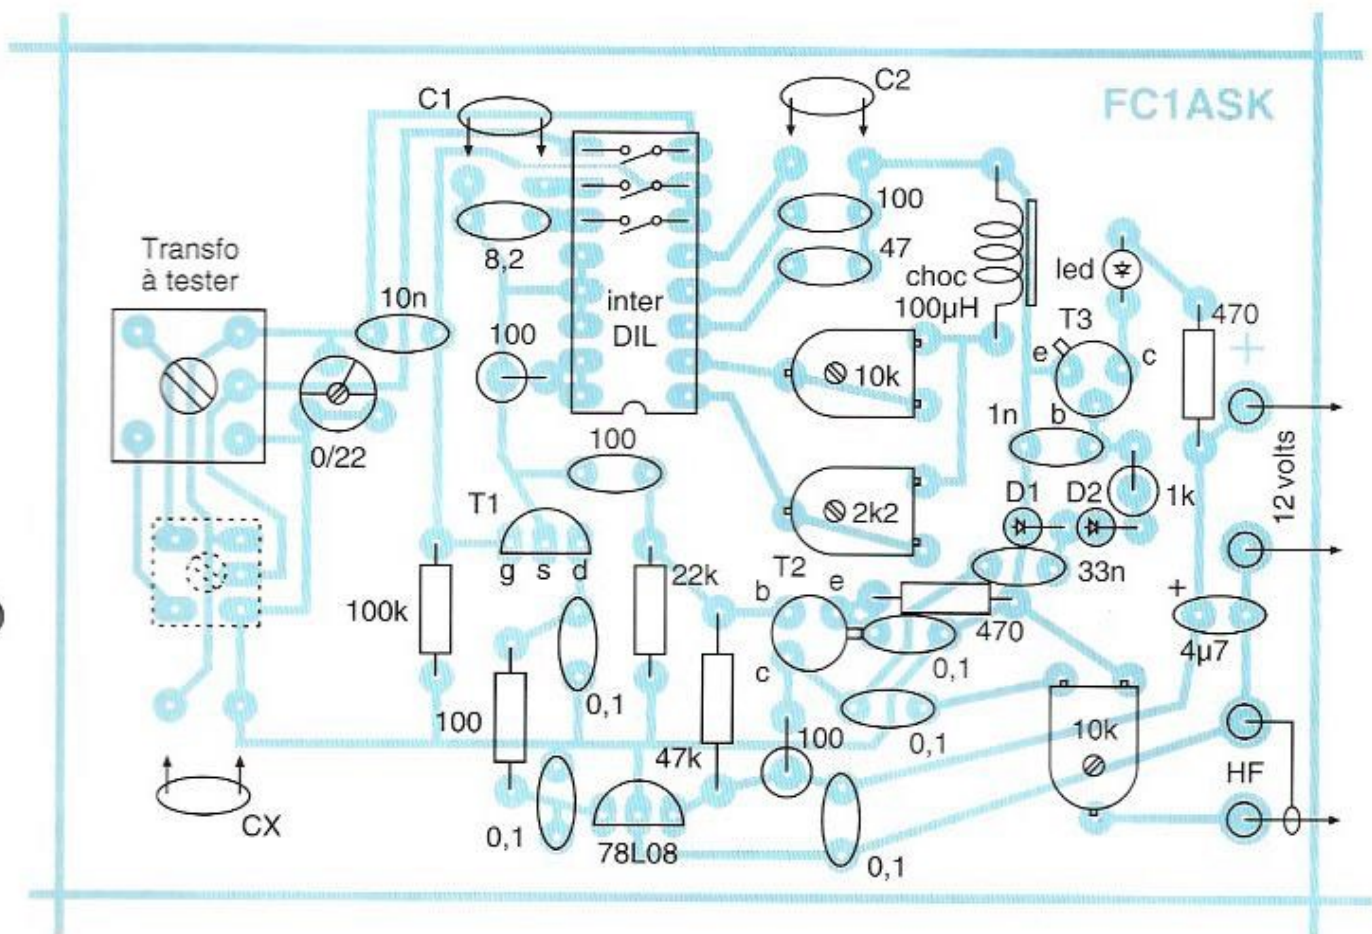 C1
C2
FC1ASK
100
8,2
47
Transfo
à tester
led
choc
100µH
10n
inter
DIL
T3
470
+
100
e
c
10k
1n
b
0/22
100
12 volts
T1
D1
D2
1k
2k2
g
s
d
22k
T2
33n
b
e
100k
+
470
4µ7
0,1
c
0,1
100
47k
100
0,1
10k
HF
CX
0,1
78L08
0,1